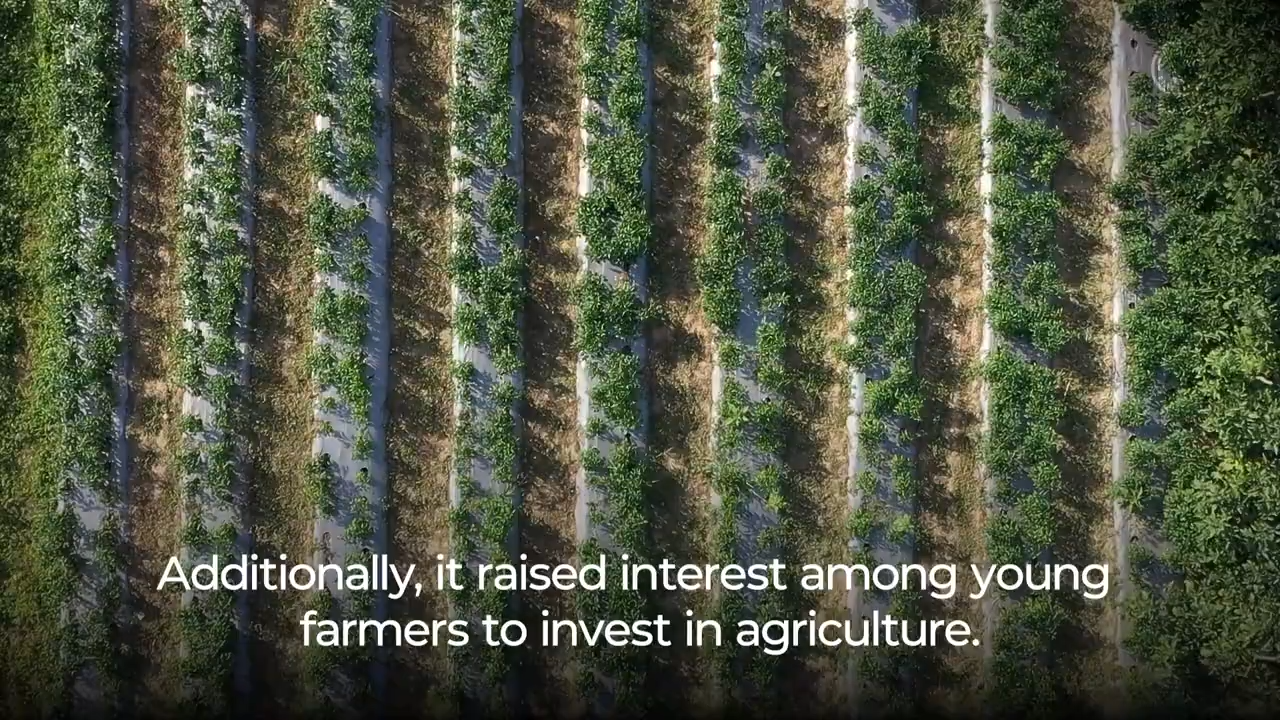 Additionally, it raised interest among young
farmers to invest in agriculture.